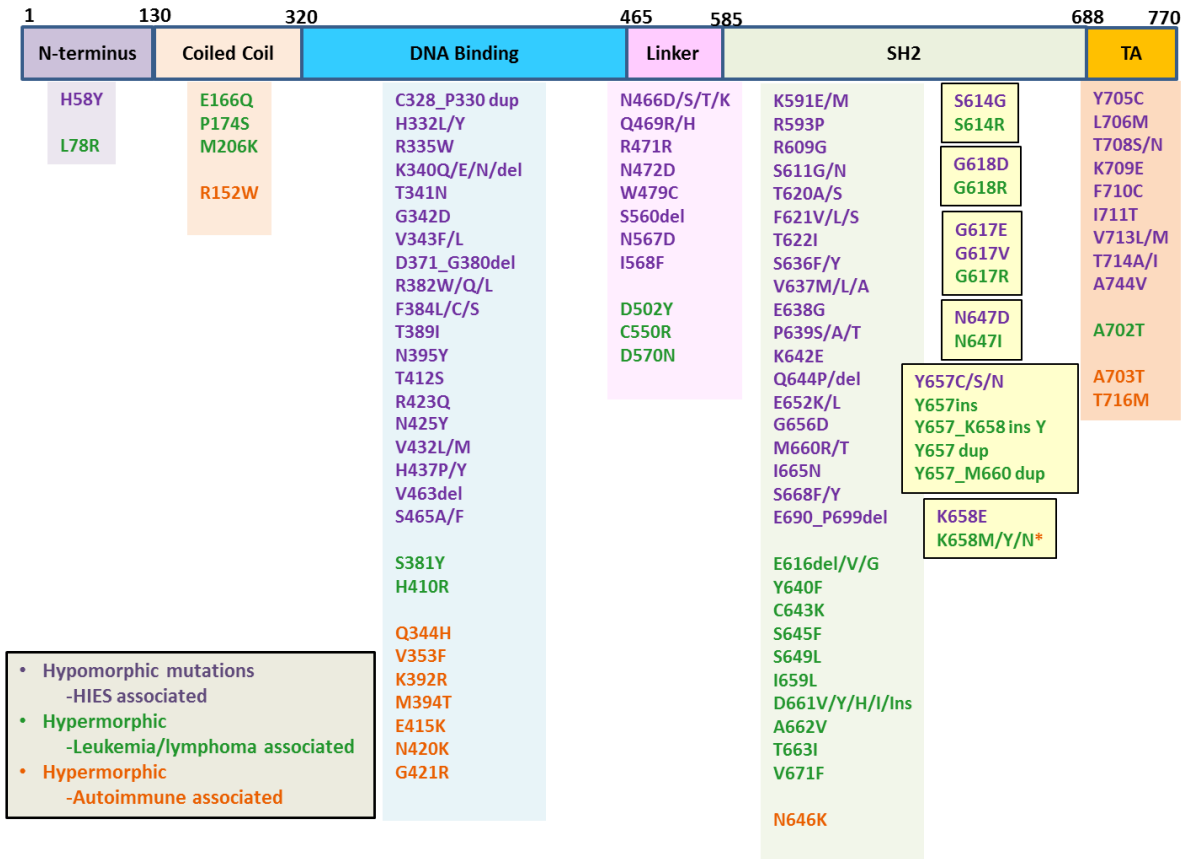 1 130 320 465 585 688 770
N-terminus Coiled Coil DNA Binding Linker SH2 TA
H58Y
L78R
E166Q
P174S
M206K
R152W
C328_P330 dup
H332L/Y
R335W
K340Q/E/N/del
T341N
G342D
V343F/L
D371_G380del
R382W/Q/L
F384L/C/S
T389I
N395Y
T412S
R423Q
N425Y
V432L/M
H437P/Y
V463del
S465A/F
S381Y
H410R
Q344H
V353F
K392R
M394T
E415K
N420K
G421R
N466D/S/T/K
Q469R/H
R471R
N472D
W479C
S560del
N567D
I568F
D502Y
C550R
D570N
K591E/M
R593P
R609G
S611G/N
T620A/S
F621V/L/S
T622I
S636F/Y
V637M/L/A
E638G
P639S/A/T
K642E
Q644P/del
E652K/L
G656D
M660R/T
I665N
S668F/Y
E690_P699del
E616del/V/G
Y640F
C643K
S645F
S649L
I659L
D661V/Y/H/I/Ins
A662V
T663I
V671F
N646K
S614G
S614R
G618D
G618R
G617E
G617V
G617R
N647D
N647I
Y657C/S/N
Y657ins
Y657_K658 ins Y
Y657 dup
Y657_M660 dup
K658E
K658M/Y/N*
Y705C
L706M
T708S/N
K709E
F710C
I711T
V713L/M
T714A/I
A744V
A702T
A703T
T716M
• Hypomorphic mutations
-HIES associated
• Hypermorphic
-Leukemia/lymphoma associated
• Hypermorphic
-Autoimmune associated